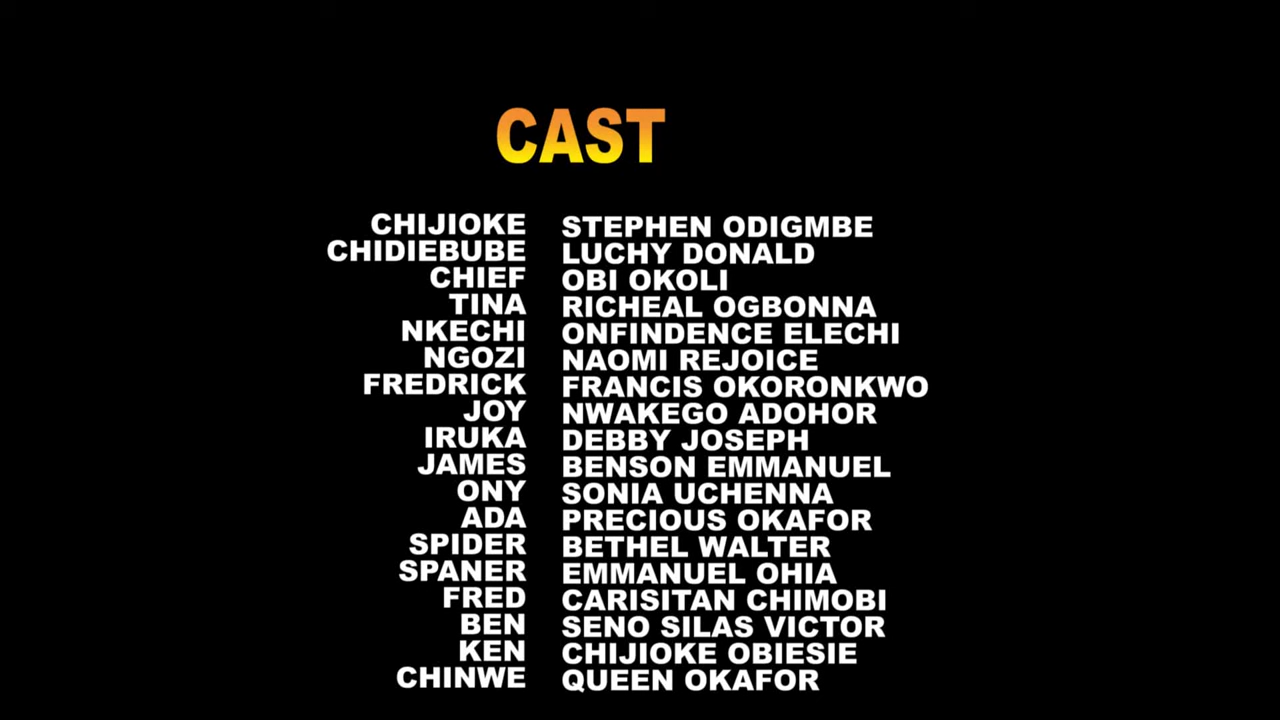 CAST
CHIJIOKE STEPHEN ODIGMBE
CHIDIEBUBE LUCHY DONALD
CHIEF OBI OKOLI
TINA RICHEAL OGBONNA
NKECHI ONFINDENCE ELECHI
NGOZI NAOMI REJOICE
FREDRICK FRANCIS OKORONKWO
JOY NWAKEGO ADOHOR
IRUKA DEBBY JOSEPH
JAMES BENSON EMMANUEL
ONY SONIA UCHENNA
ADA PRECIOUS OKAFOR
SPIDER BETHEL WALTER
SPANER EMMANUEL OHIA
FRED CARISITAN CHIMOBI
BEN SENO SILAS VICTOR
KEN CHIJIOKE OBIESIE
CHINWE QUEEN OKAFOR